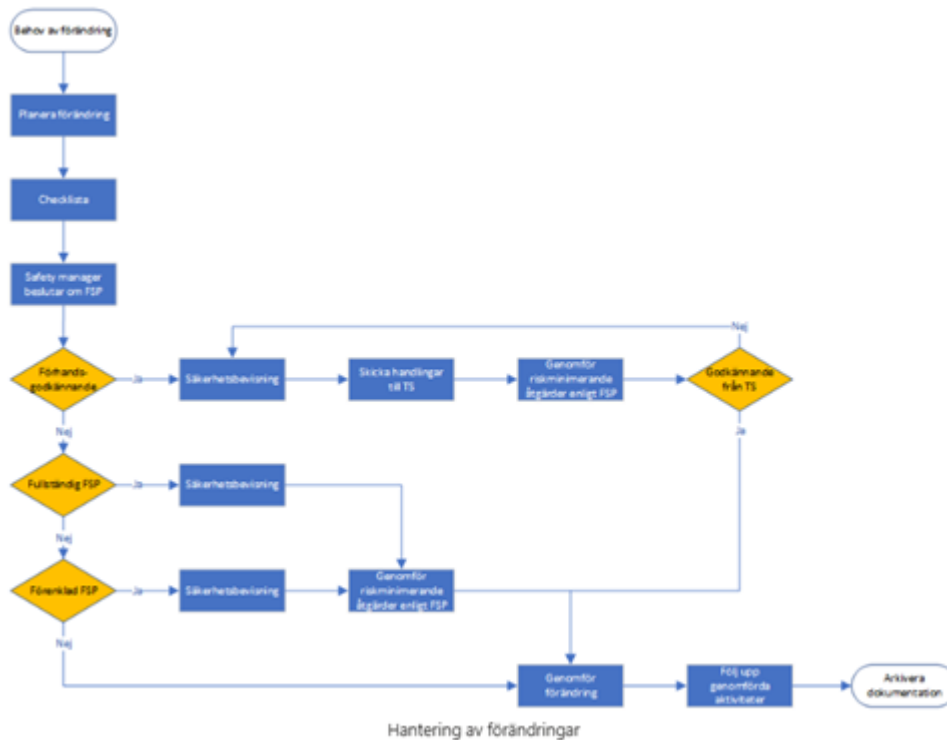 Behov av förändring
Planera förändring
Checklista
Safety manager
beslutar om FSP
Nej
Förhands-
godkännande
Ja
Säkerhetsbevisning
Skicka handlingar
till TS
Genomför
riskminimerande
åtgärder enligt FSP
Godkännande
från TS
Nej
Ja
Fullständig FSP
Ja
Säkerhetsbevisning
Nej
Förenklad FSP
Ja
Säkerhetsbevisning
Genomför
riskminimerande
åtgärder enligt FSP
Nej
Genomför
förändring
Följ upp
genomförda
aktiviteter
Arkivera
dokumentation
Hantering av förändringar